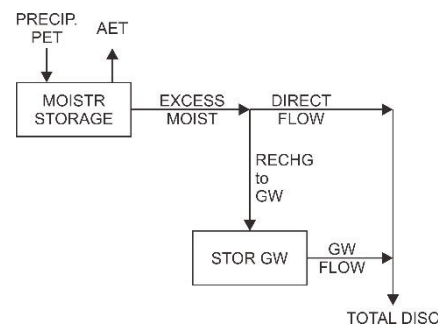 PRECIP.
PET
AET
MOISTR
STORAGE
EXCESS
MOIST
DIRECT
FLOW
RECHG
to
GW
STOR GW
GW
FLOW
TOTAL DISC